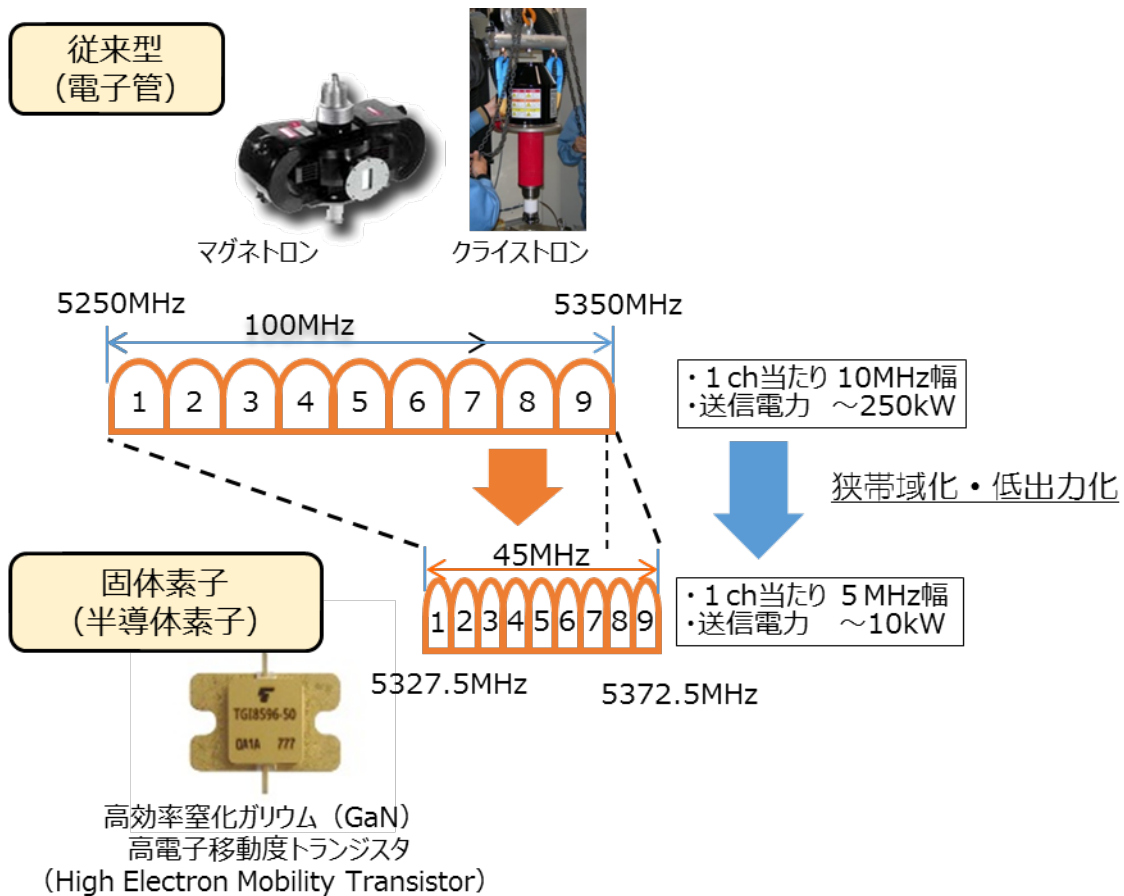 従来型
(電子管)
マグネトロン
クライストロン
5250MHz
5350MHz
100MHz
1 2 3 4 5 6 7 8 9
・1 ch当たり 10MHz幅
・送信電力 ～250kW
狭帯域化・低出力化
45MHz
固体素子
（半導体素子）
1 2 3 4 5 6 7 8 9
・1 ch当たり 5 MHz幅
・送信電力 ～10kW
5327.5MHz
5372.5MHz
TGI8596-50
0A1A 777
高効率窒化ガリウム（GaN）
高電子移動度トランジスタ
（High Electron Mobility Transistor）